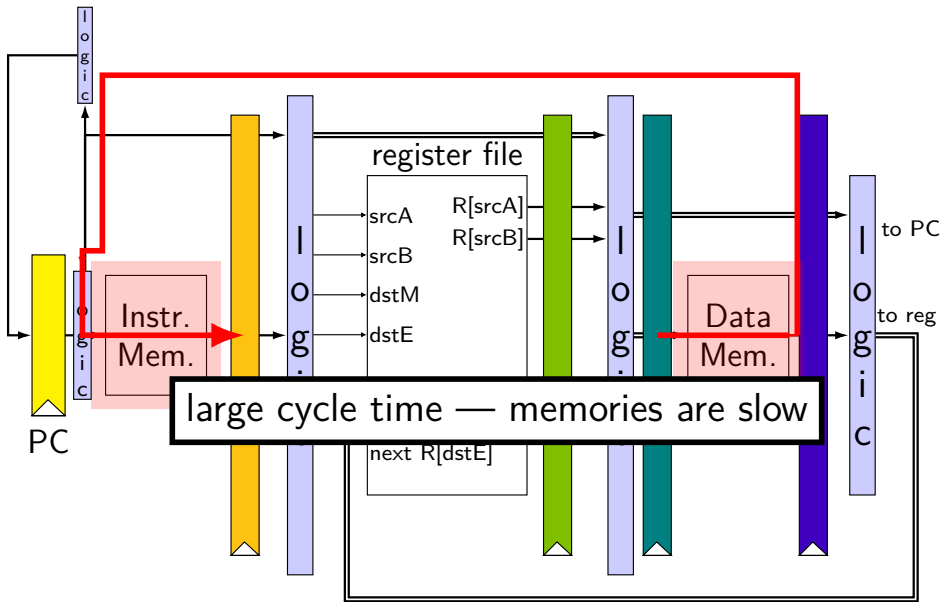 logic
register file
logic
logic
srcA
R[srcA]
srcB
R[srcB]
dstM
dstE
to PC
to reg
logic
Instr.
Mem.
Data
Mem.
large cycle time — memories are slow
next R[dstE]
PC